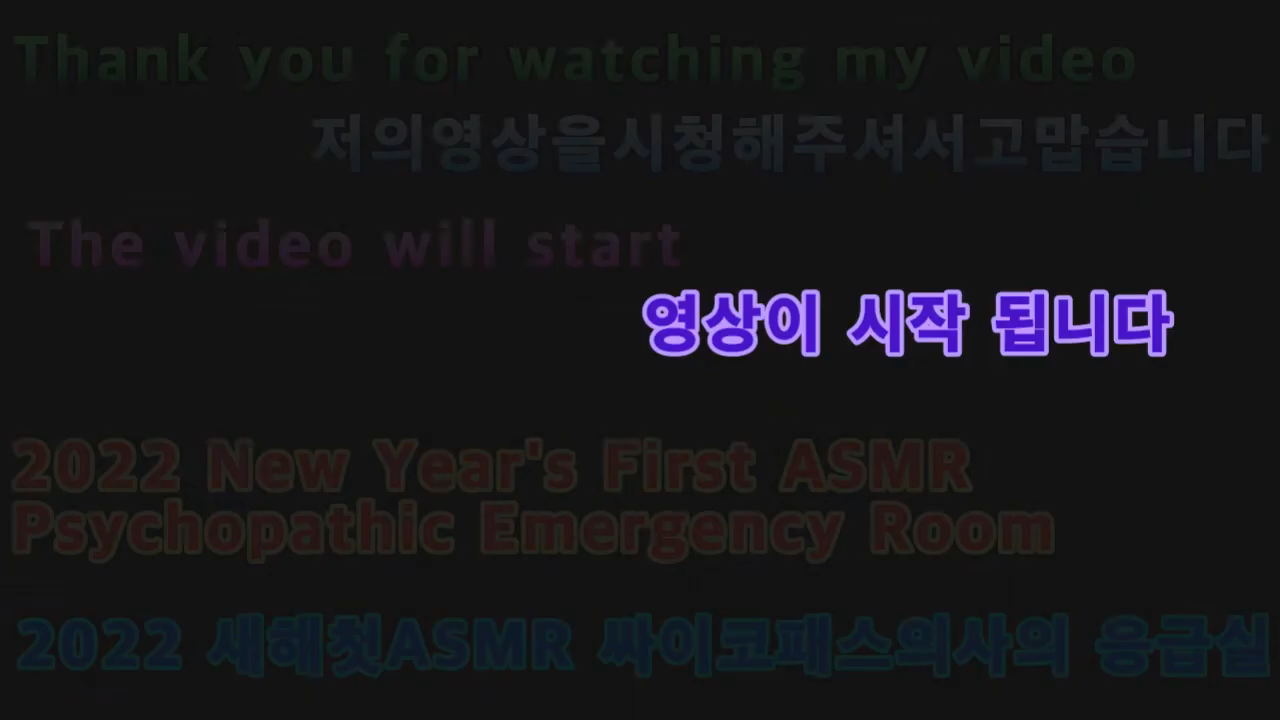 Thank you for watching my video
저의영상을시청해주셔서고맙습니다
The video will start
영상이 시작 됩니다
2022 New Year's First ASMR
Psychopathic Emergency Room
2022 새해첫ASMR 싸이코패스의사의 응급실